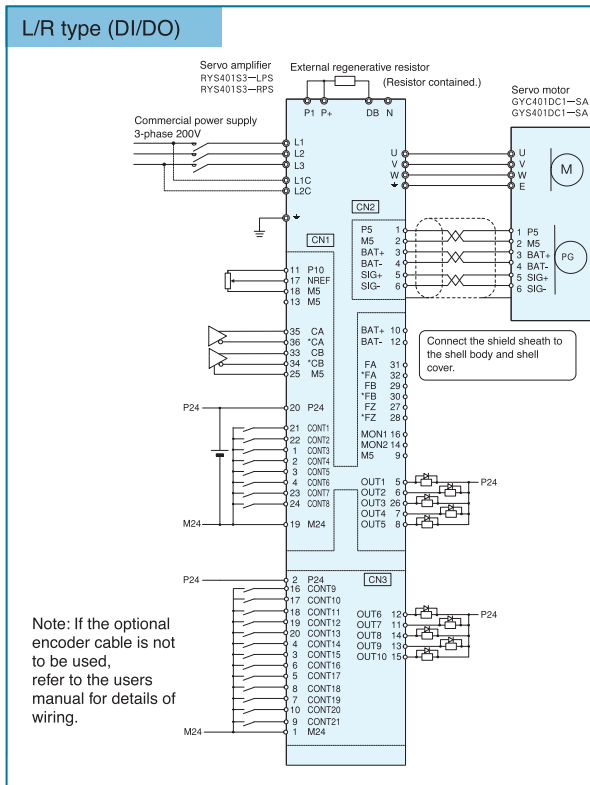 L/R type (DI/DO)
Servo amplifier
RYS401S3-LPS
RYS401S3-RPS
External regenerative resistor
(Resistor contained.)
P1 P+ DB N
Servo motor
GYC401DC1-SA
GYS401DC1-SA
Commercial power supply
3-phase 200V
L1
L2
L3
L1C
L2C
U
V
W
U
V
W
E
M
CN1
CN2
P5 1
M5 2
BAT+ 3
BAT- 4
SIG+ 5
SIG- 6
1 P5
2 M5
3 BAT+
4 BAT-
5 SIG+
6 SIG-
PG
11 P10
17 NREF
18 M5
13 M5
35 CA
36 *CA
33 CB
34 *CB
25 M5
BAT+ 10
BAT- 12
FA 31
*FA 32
FB 29
*FB 30
FZ 27
*FZ 28
MON1 16
MON2 14
M5 9
Connect the shield sheath to
the shell body and shell
cover.
P24
20 P24
21 CONT1
22 CONT2
1 CONT3
2 CONT4
3 CONT5
4 CONT6
23 CONT7
24 CONT8
M24
19 M24
OUT1 5
OUT2 6
OUT3 26
OUT4 7
OUT5 8
P24
P24
2 P24
CN3
16 CONT9
17 CONT10
18 CONT11
19 CONT12
20 CONT13
4 CONT14
3 CONT15
6 CONT16
5 CONT17
8 CONT18
7 CONT19
10 CONT20
9 CONT21
M24
1 M24
OUT6 12
OUT7 11
OUT8 14
OUT9 13
OUT10 15
P24
Note: If the optional
encoder cable is not
to be used,
refer to the users
manual for details of
wiring.